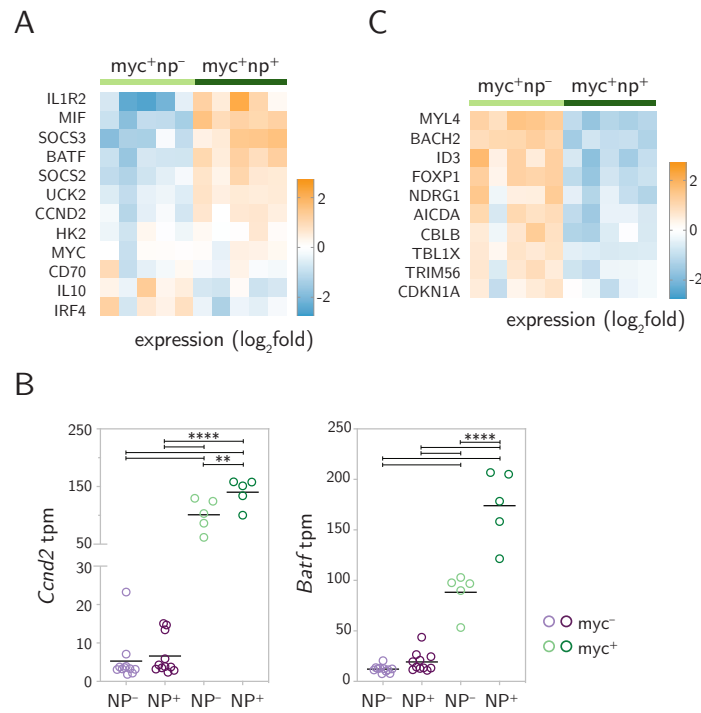 A
myc⁺np⁻ myc⁺np⁺
IL1R2
MIF
SOCS3
BATF
SOCS2
UCK2
CCND2
HK2
MYC
CD70
IL10
IRF4
2
0
-2
expression (log₂fold)
C
myc⁺np⁻ myc⁺np⁺
MYL4
BACH2
ID3
FOXP1
NDRG1
AICDA
CBLB
TBL1X
TRIM56
CDKN1A
2
0
-2
expression (log₂fold)
B
Ccnd2 tpm
250
150
50
30
20
10
5
0
****
**
NP⁻ NP⁺ NP⁻ NP⁺
Batf tpm
250
200
150
100
50
0
****
NP⁻ NP⁺ NP⁻ NP⁺
myc⁻
myc⁺